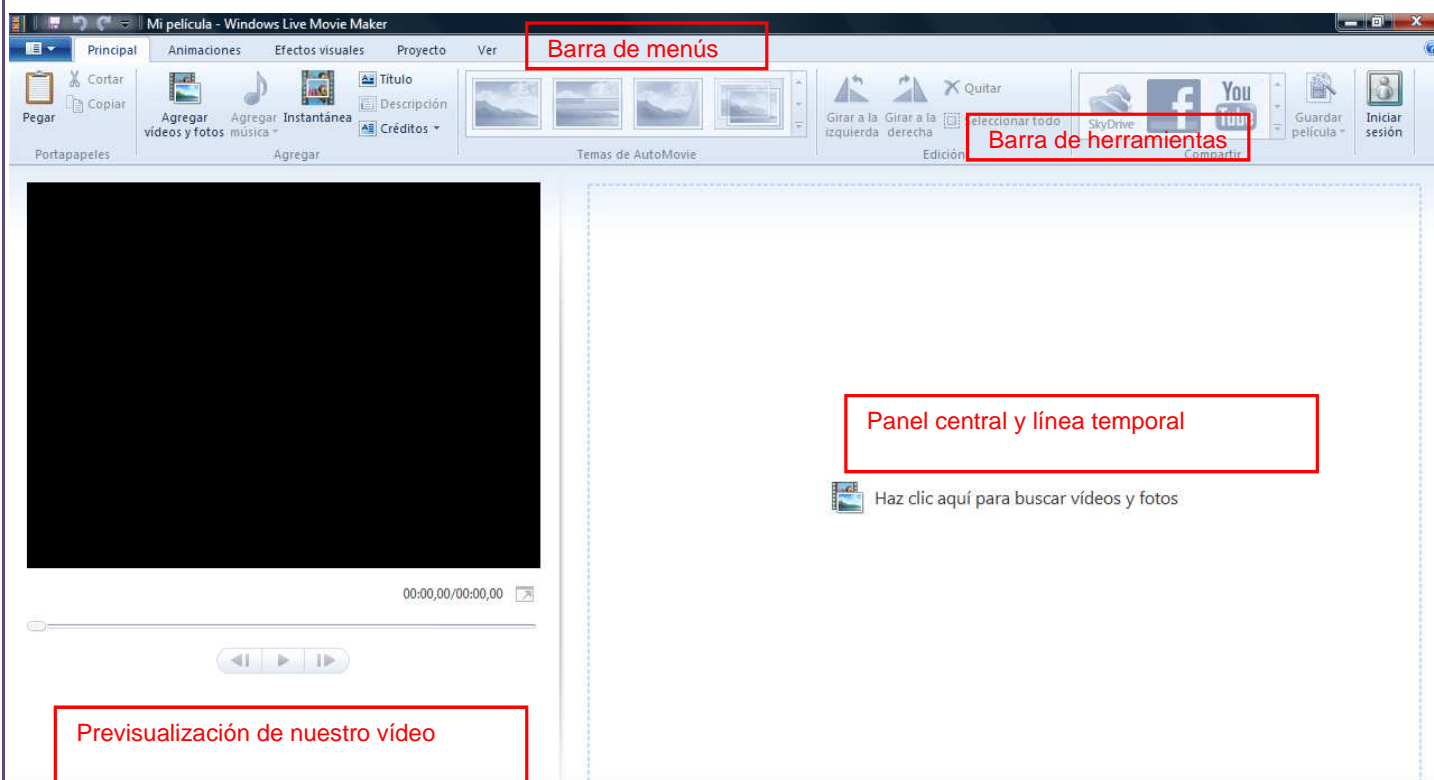 Mi película - Windows Live Movie Maker
Principal Animaciones Efectos visuales Proyecto Ver Barra de menús
Pegar
Cortar
Copiar
Portapapeles
Agregar
vídeos y fotos
Agregar
música
Instantánea
Título
Descripción
Créditos
Agregar
Temas de AutoMovie
Girar a la
izquierda
Girar a la
derecha
Quitar
Seleccionar todo
Edición
Barra de herramientas
SkyDrive
f
You
Tube
Compartir
Guardar
película
Iniciar
sesión
Panel central y línea temporal
Haz clic aquí para buscar vídeos y fotos
00:00,00/00:00,00
Previsualización de nuestro vídeo